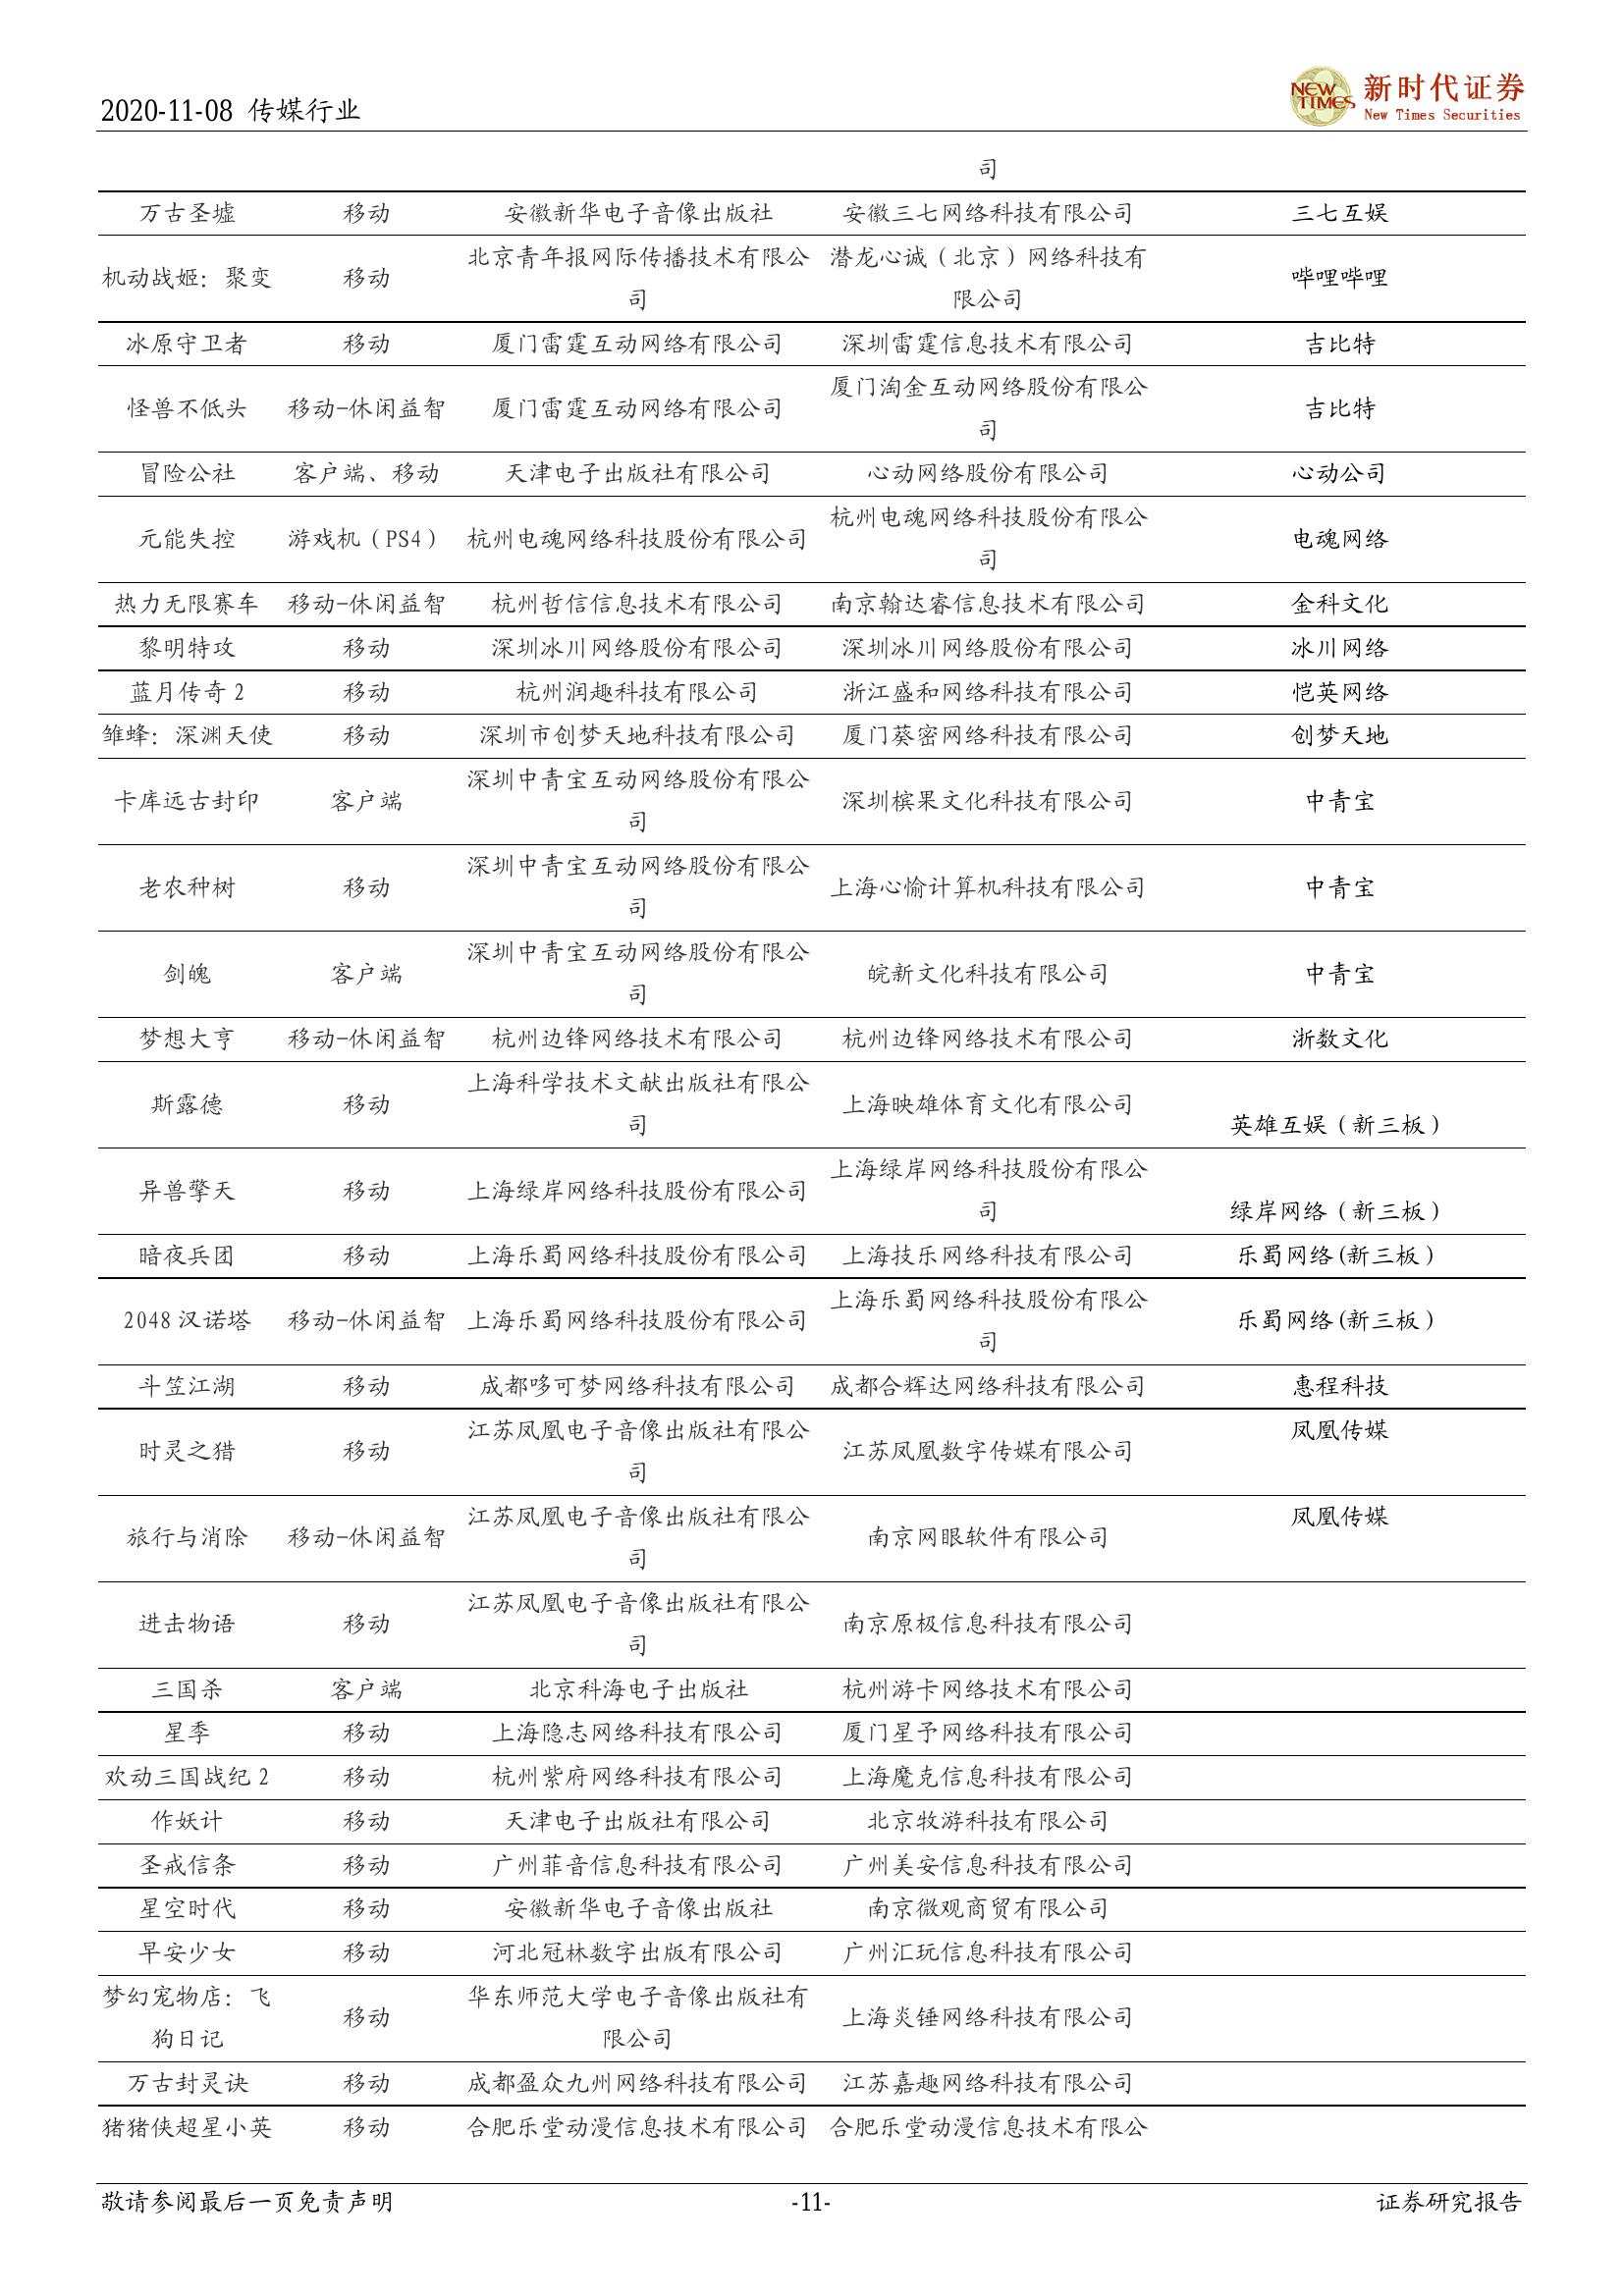 2020-11-08 传媒行业
NEW TIMES 新时代证券
New Times Securities
司
万古圣墟 移动 安徽新华电子音像出版社 安徽三七网络科技有限公司 三七互娱
北京青年报网际传播技术有限公 潜龙心诚（北京）网络科技有
机动战姬：聚变 移动 哔哩哔哩
司 限公司
冰原守卫者 移动 厦门雷霆互动网络有限公司 深圳雷霆信息技术有限公司 吉比特
厦门淘金互动网络股份有限公
怪兽不低头 移动-休闲益智 厦门雷霆互动网络有限公司 吉比特
司
冒险公社 客户端、移动 天津电子出版社有限公司 心动网络股份有限公司 心动公司
杭州电魂网络科技股份有限公
元能失控 游戏机（PS4） 杭州电魂网络科技股份有限公司 电魂网络
司
热力无限赛车 移动-休闲益智 杭州哲信信息技术有限公司 南京翰达睿信息技术有限公司 金科文化
黎明特攻 移动 深圳冰川网络股份有限公司 深圳冰川网络股份有限公司 冰川网络
蓝月传奇 2 移动 杭州润趣科技有限公司 浙江盛和网络科技有限公司 恺英网络
雏蜂：深渊天使 移动 深圳市创梦天地科技有限公司 厦门葵密网络科技有限公司 创梦天地
深圳中青宝互动网络股份有限公
卡库远古封印 客户端 深圳槟果文化科技有限公司 中青宝
司
深圳中青宝互动网络股份有限公
老农种树 移动 上海心愉计算机科技有限公司 中青宝
司
深圳中青宝互动网络股份有限公
剑魄 客户端 皖新文化科技有限公司 中青宝
司
梦想大亨 移动-休闲益智 杭州边锋网络技术有限公司 杭州边锋网络技术有限公司 浙数文化
上海科学技术文献出版社有限公
斯露德 移动 上海映雄体育文化有限公司
司 英雄互娱（新三板）
上海绿岸网络科技股份有限公
异兽擎天 移动 上海绿岸网络科技股份有限公司
司 绿岸网络（新三板）
暗夜兵团 移动 上海乐蜀网络科技股份有限公司 上海技乐网络科技有限公司 乐蜀网络(新三板）
上海乐蜀网络科技股份有限公
2048 汉诺塔 移动-休闲益智 上海乐蜀网络科技股份有限公司 乐蜀网络(新三板）
司
斗笠江湖 移动 成都哆可梦网络科技有限公司 成都合辉达网络科技有限公司 惠程科技
江苏凤凰电子音像出版社有限公 凤凰传媒
时灵之猎 移动 江苏凤凰数字传媒有限公司
司
江苏凤凰电子音像出版社有限公 凤凰传媒
旅行与消除 移动-休闲益智 南京网眼软件有限公司
司
江苏凤凰电子音像出版社有限公
进击物语 移动 南京原极信息科技有限公司
司
三国杀 客户端 北京科海电子出版社 杭州游卡网络技术有限公司
星季 移动 上海隐志网络科技有限公司 厦门星予网络科技有限公司
欢动三国战纪 2 移动 杭州紫府网络科技有限公司 上海魔克信息科技有限公司
作妖计 移动 天津电子出版社有限公司 北京牧游科技有限公司
圣戒信条 移动 广州菲音信息科技有限公司 广州美安信息科技有限公司
星空时代 移动 安徽新华电子音像出版社 南京微观商贸有限公司
早安少女 移动 河北冠林数字出版有限公司 广州汇玩信息科技有限公司
梦幻宠物店：飞 华东师范大学电子音像出版社有
移动 上海炎锤网络科技有限公司
狗日记 限公司
万古封灵诀 移动 成都盈众九州网络科技有限公司 江苏嘉趣网络科技有限公司
猪猪侠超星小英 移动 合肥乐堂动漫信息技术有限公司 合肥乐堂动漫信息技术有限公
敬请参阅最后一页免责声明 -11- 证券研究报告